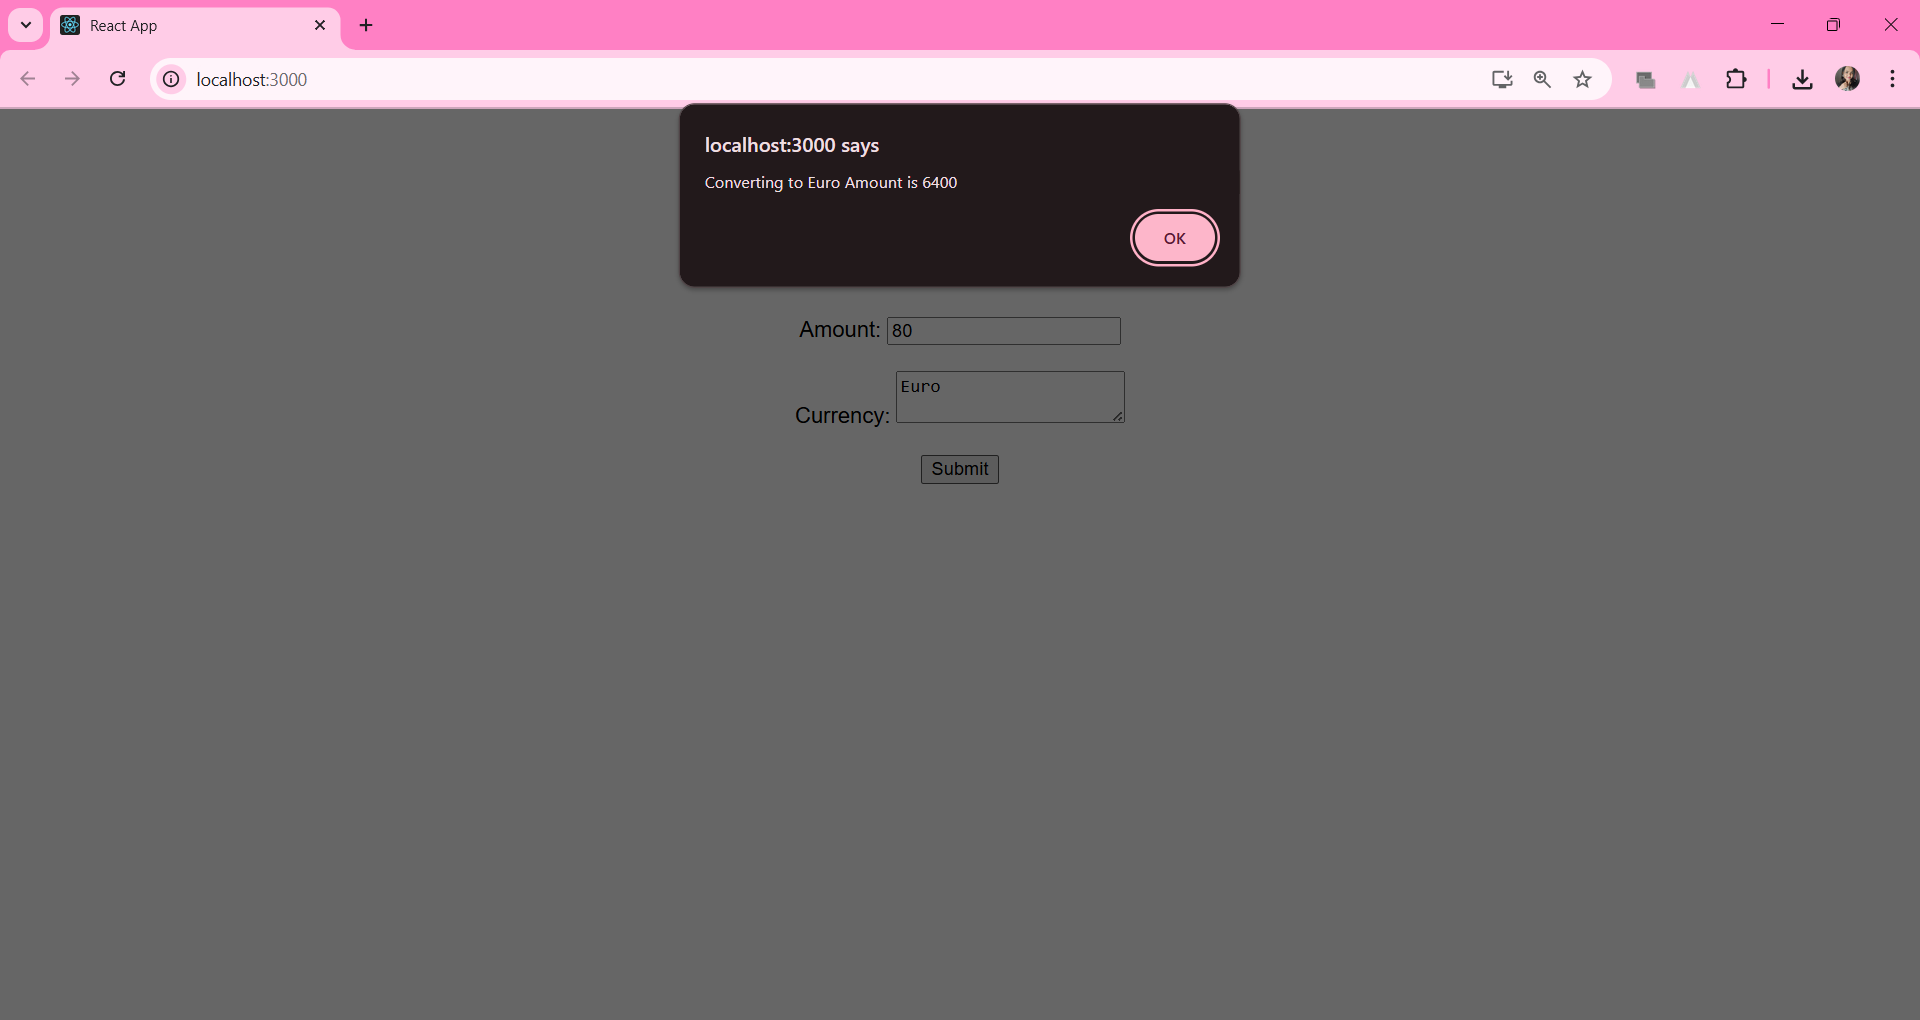 React App
localhost:3000
localhost:3000 says
Converting to Euro Amount is 6400
OK
Amount: 80
Currency: Euro
Submit